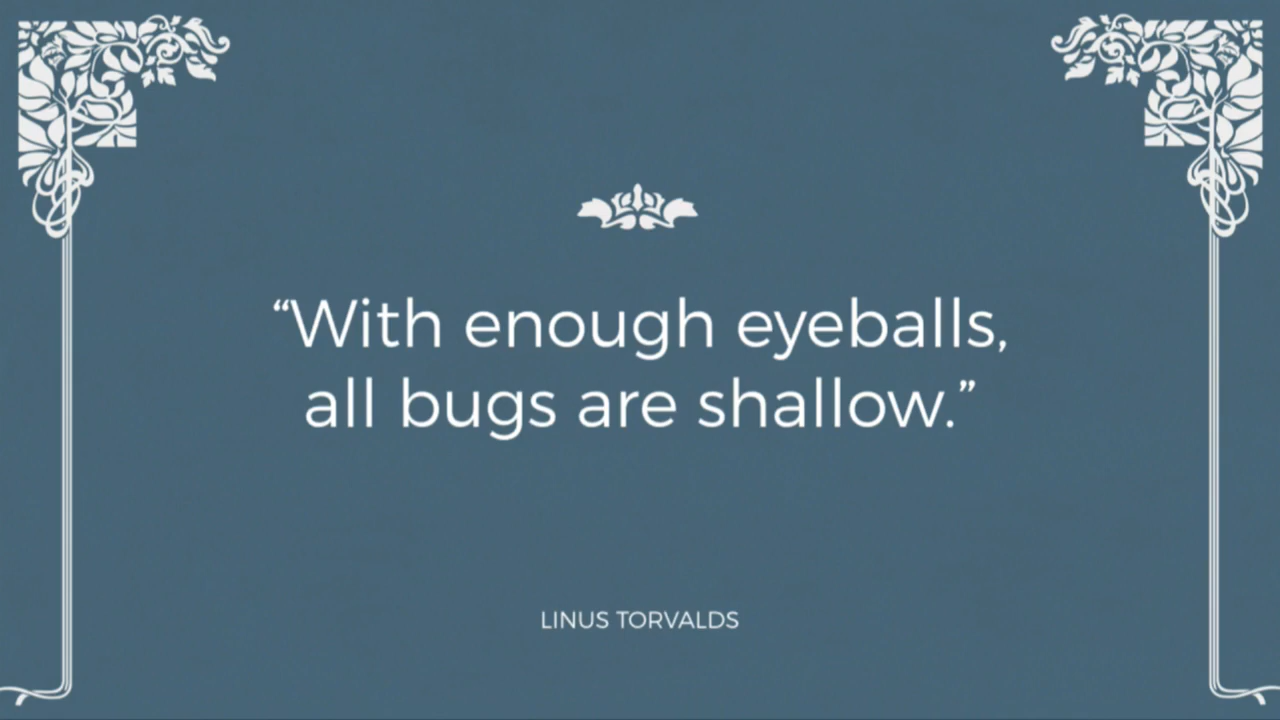 “With enough eyeballs,
all bugs are shallow.”
LINUS TORVALDS